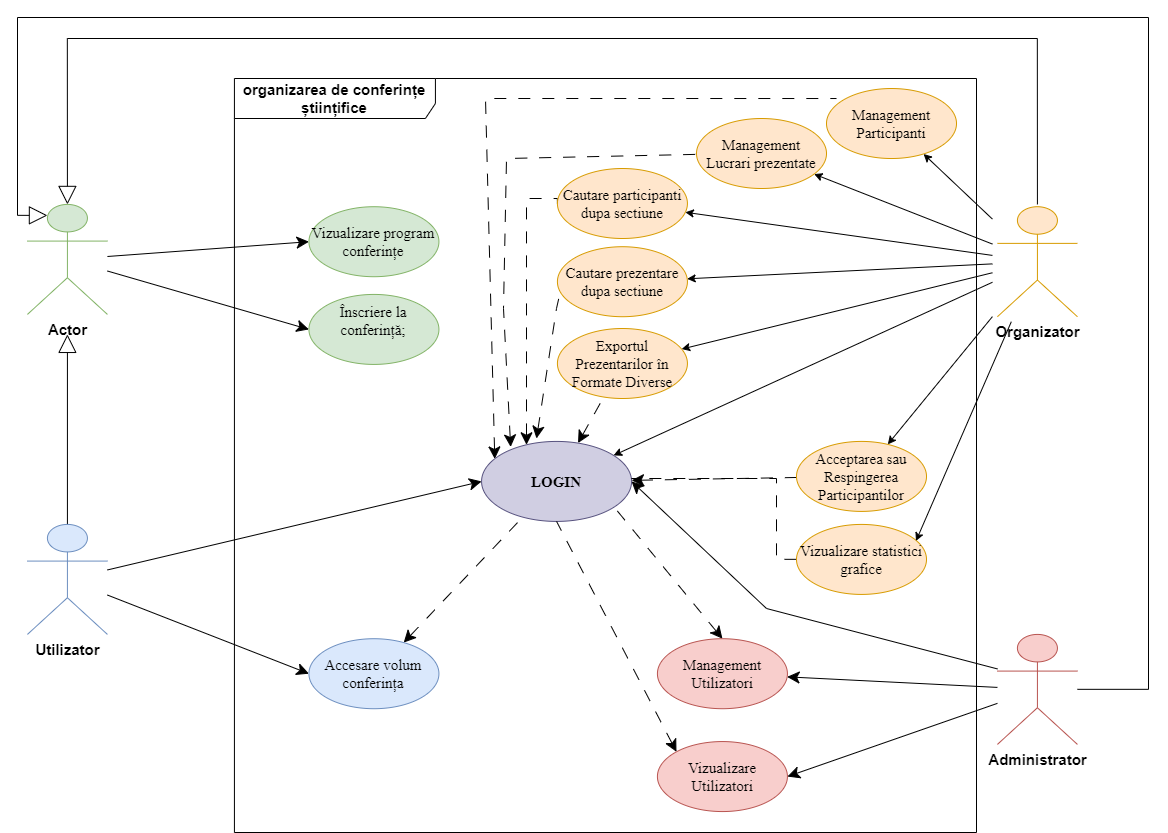 organizarea de conferințe
științifice
Management
Participanti
Management
Lucrari prezentate
Cautare participanti
dupa sectiune
Vizualizare program
conferințe
Cautare prezentare
dupa sectiune
Înscriere la
conferință;
Actor
Organizator
Exportul
Prezentarilor în
Formate Diverse
LOGIN
Acceptarea sau
Respingerea
Participantilor
Vizualizare statistici
grafice
Utilizator
Accesare volum
conferința
Management
Utilizatori
Administrator
Vizualizare
Utilizatori